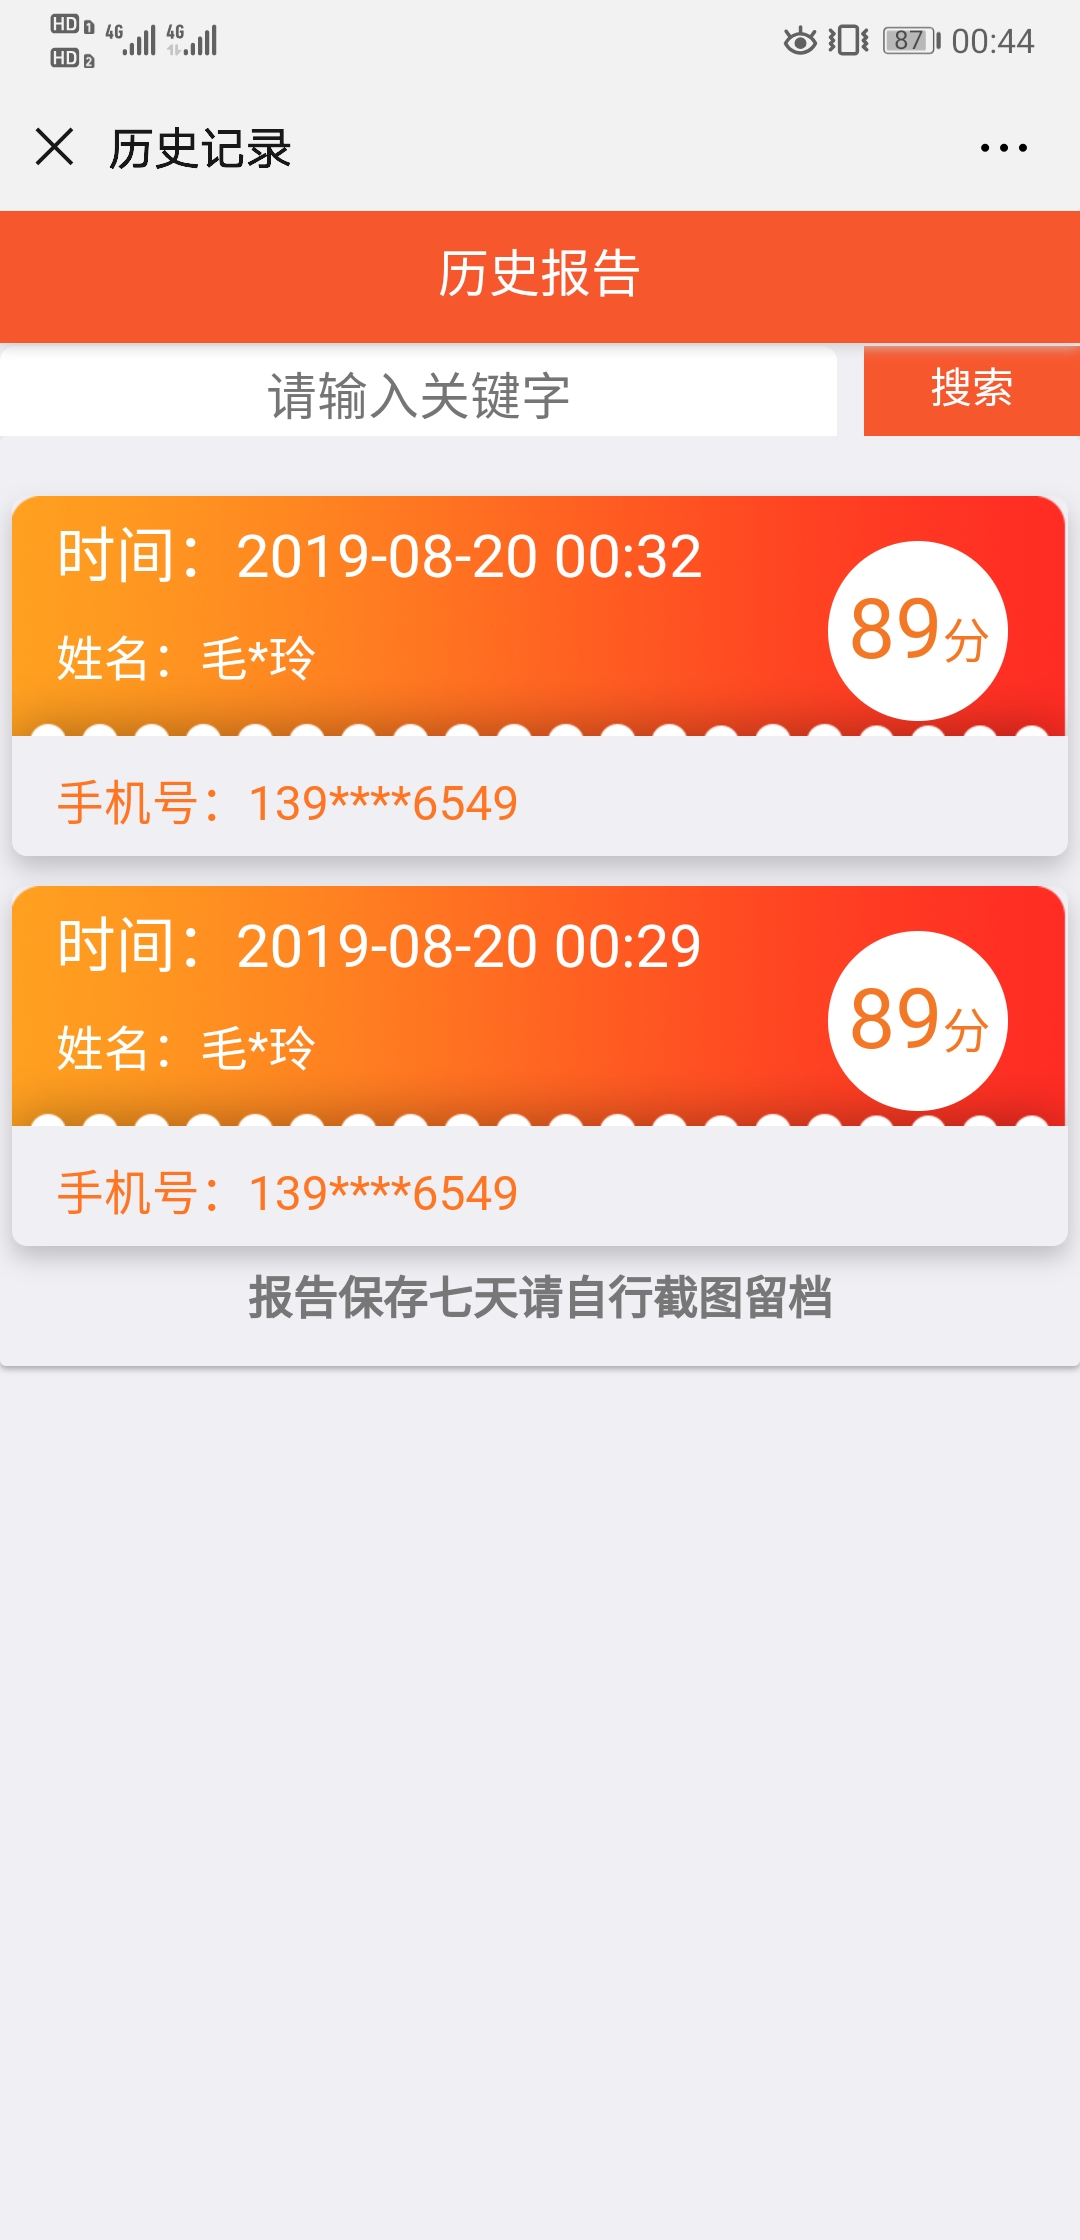 HD 1 4G 4G 87 00:44
HD 2
历史记录
历史报告
请输入关键字 搜索
时间：2019-08-20 00:32
89分
姓名：毛*玲
手机号：139****6549
时间：2019-08-20 00:29
89分
姓名：毛*玲
手机号：139****6549
报告保存七天请自行截图留档